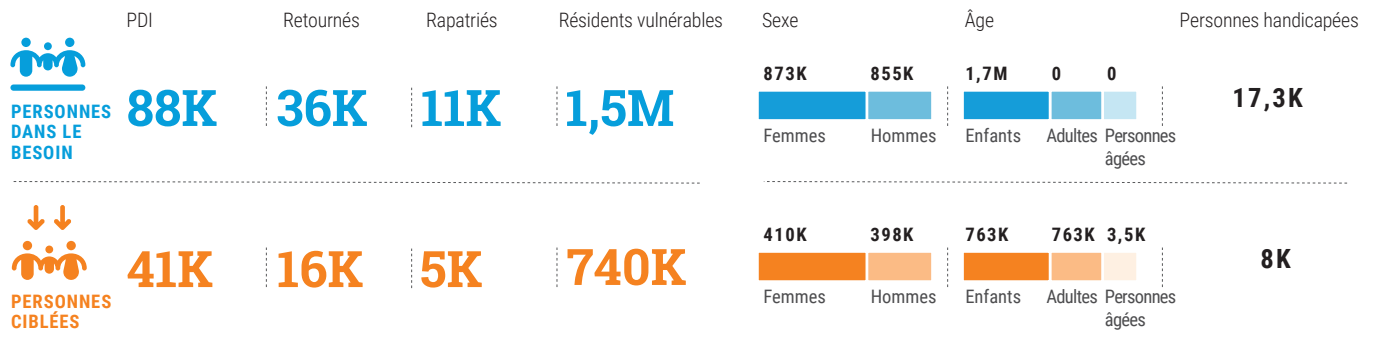 PDI Retournés Rapatriés Résidents vulnérables Sexe Âge Personnes handicapées
PERSONNES
DANS LE
BESOIN
88K 36K 11K 1,5M
873K 855K 1,7M 0 0
Femmes Hommes Enfants Adultes Personnes
âgées
17,3K
PERSONNES
CIBLÉES
41K 16K 5K 740K
410K 398K 763K 763K 3,5K
Femmes Hommes Enfants Adultes Personnes
âgées
8K